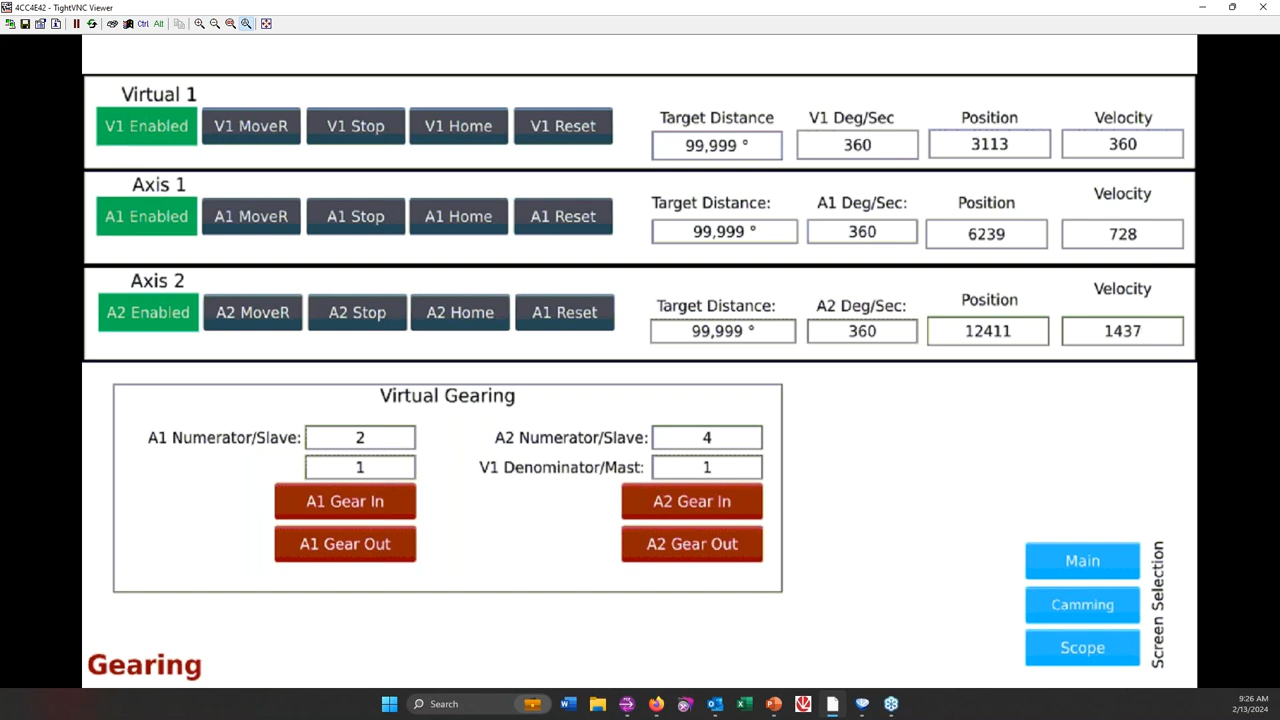 4CC4E42 - TightVNC Viewer
Ctrl Alt
Virtual 1
V1 Enabled V1 MoveR V1 Stop V1 Home V1 Reset
Target Distance V1 Deg/Sec Position Velocity
99,999 ° 360 3113 360
Axis 1
A1 Enabled A1 MoveR A1 Stop A1 Home A1 Reset
Target Distance: A1 Deg/Sec: Position Velocity
99,999 ° 360 6239 728
Axis 2
A2 Enabled A2 MoveR A2 Stop A2 Home A1 Reset
Target Distance: A2 Deg/Sec: Position Velocity
99,999 ° 360 12411 1437
Virtual Gearing
A1 Numerator/Slave: 2 A2 Numerator/Slave: 4
1 V1 Denominator/Mast: 1
A1 Gear In A2 Gear In
A1 Gear Out A2 Gear Out
Main
Camming
Scope
Screen Selection
Gearing
Search
9:26 AM
2/13/2024